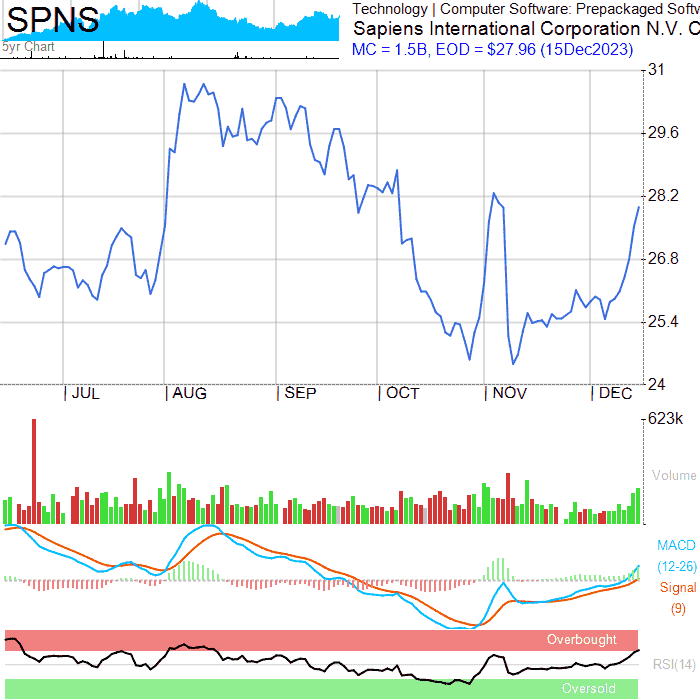 SPNS
5yr Chart
Technology | Computer Software: Prepackaged Softw
Sapiens International Corporation N.V. C
MC = 1.5B, EOD = $27.96 (15Dec2023)
31
29.6
28.2
26.8
25.4
24
JUL AUG SEP OCT NOV DEC
623k
Volume
MACD
(12-26)
Signal
(9)
Overbought
RSI(14)
Oversold